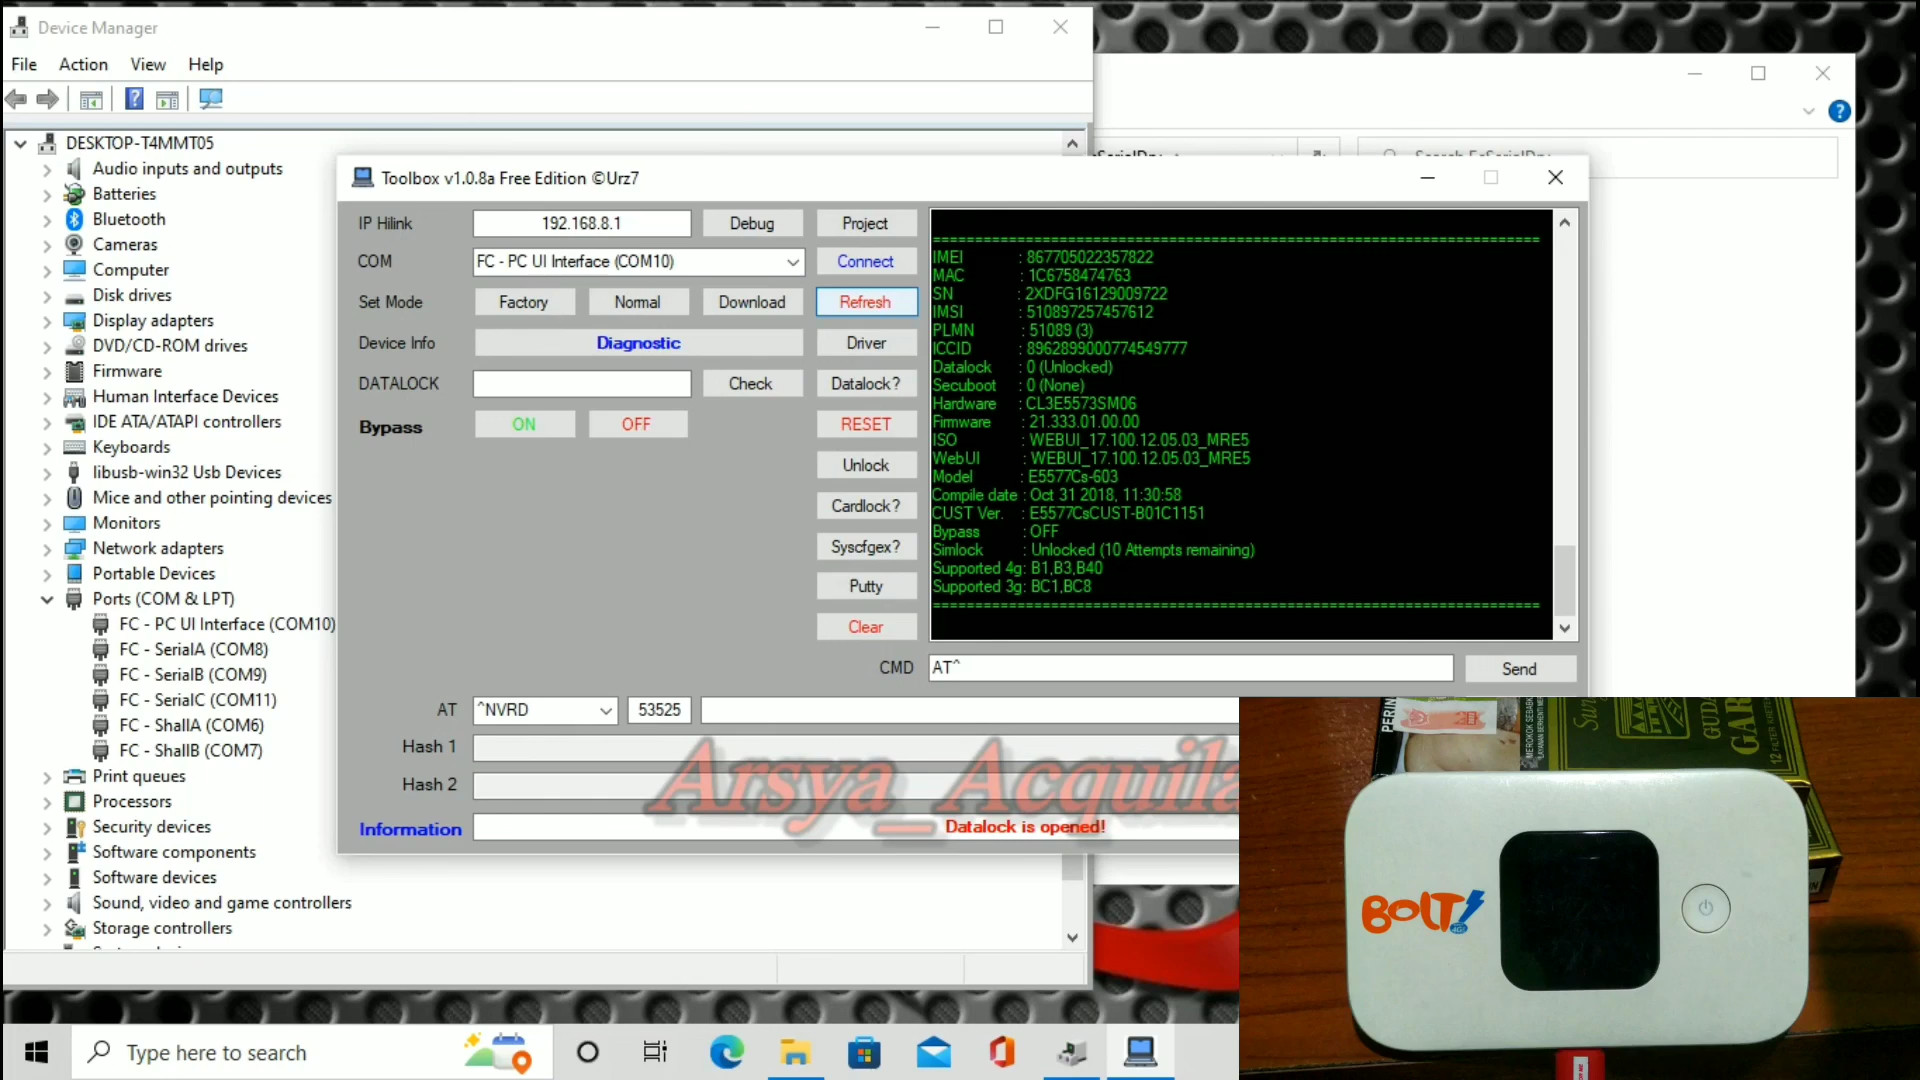 Device Manager
File Action View Help
DESKTOP-T4MMT05
Audio inputs and outputs
Batteries
Bluetooth
Cameras
Computer
Disk drives
Display adapters
DVD/CD-ROM drives
Firmware
Human Interface Devices
IDE ATA/ATAPI controllers
Keyboards
libusb-win32 Usb Devices
Mice and other pointing devices
Monitors
Network adapters
Portable Devices
Ports (COM & LPT)
FC - PC UI Interface (COM10)
FC - SerialA (COM8)
FC - SerialB (COM9)
FC - SerialC (COM11)
FC - ShallA (COM6)
FC - ShallB (COM7)
Print queues
Processors
Security devices
Software components
Software devices
Sound, video and game controllers
Storage controllers
Toolbox v1.0.8a Free Edition ©Urz7
IP Hilink 192.168.8.1 Debug Project
COM FC - PC UI Interface (COM10) Connect
Set Mode Factory Normal Download Refresh
Device Info Diagnostic Driver
DATALOCK Check Datalock?
Bypass ON OFF RESET
Unlock
Cardlock?
Syscfgex?
Putty
Clear
==========================================
IMEI : 867705022357822
MAC : 1C6758474763
SN : 2XDFG16129009722
IMSI : 510897257457612
PLMN : 51089 (3)
ICCID : 8962899000774549777
Datalock : 0 (Unlocked)
Secuboot : 0 (None)
Hardware : CL3E5573SM06
Firmware : 21.333.01.00.00
ISO : WEBUI_17.100.12.05.03_MRE5
WebUI : WEBUI_17.100.12.05.03_MRE5
Model : E5577Cs-603
Compile date : Oct 31 2018, 11:30:58
CUST Ver. : E5577CsCUST-B01C1151
Bypass : OFF
Simlock : Unlocked (10 Attempts remaining)
Supported 4g: B1,B3,B40
Supported 3g: BC1,BC8
==========================================
CMD AT^ Send
AT ^NVRD 53525
Hash 1
Hash 2
Arsya_Acquila
Information Datalock is opened!
Type here to search
BOLT!
4G
PERIN
GUDA
GAR
12 FILTER KRETE